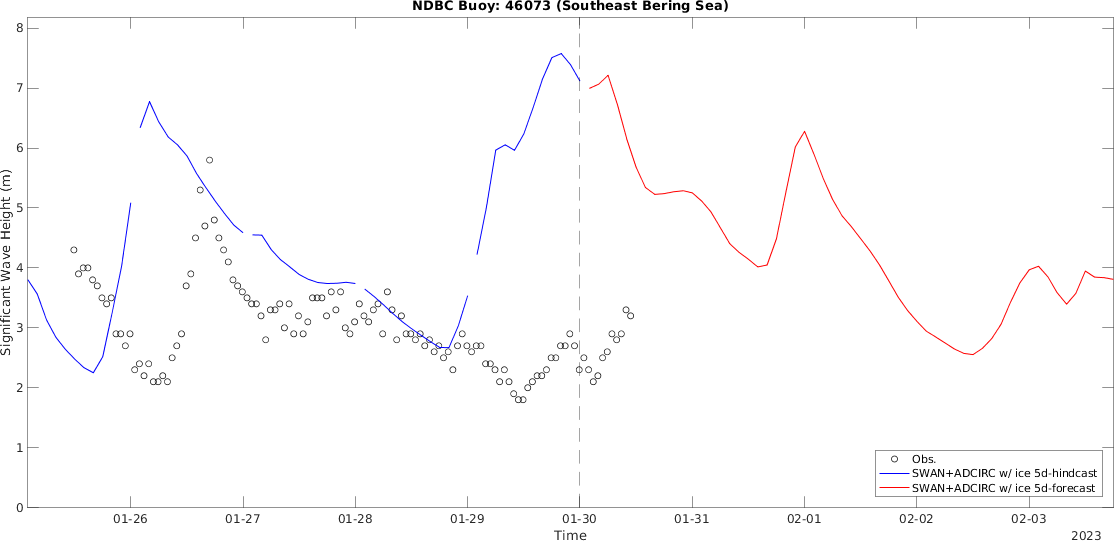 NDBC Buoy: 46073 (Southeast Bering Sea)
Significant Wave Height (m)
8
7
6
5
4
3
2
1
0
Obs.
SWAN+ADCIRC w/ ice 5d-hindcast
SWAN+ADCIRC w/ ice 5d-forecast
01-26 01-27 01-28 01-29 01-30 01-31 02-01 02-02 02-03
Time
2023